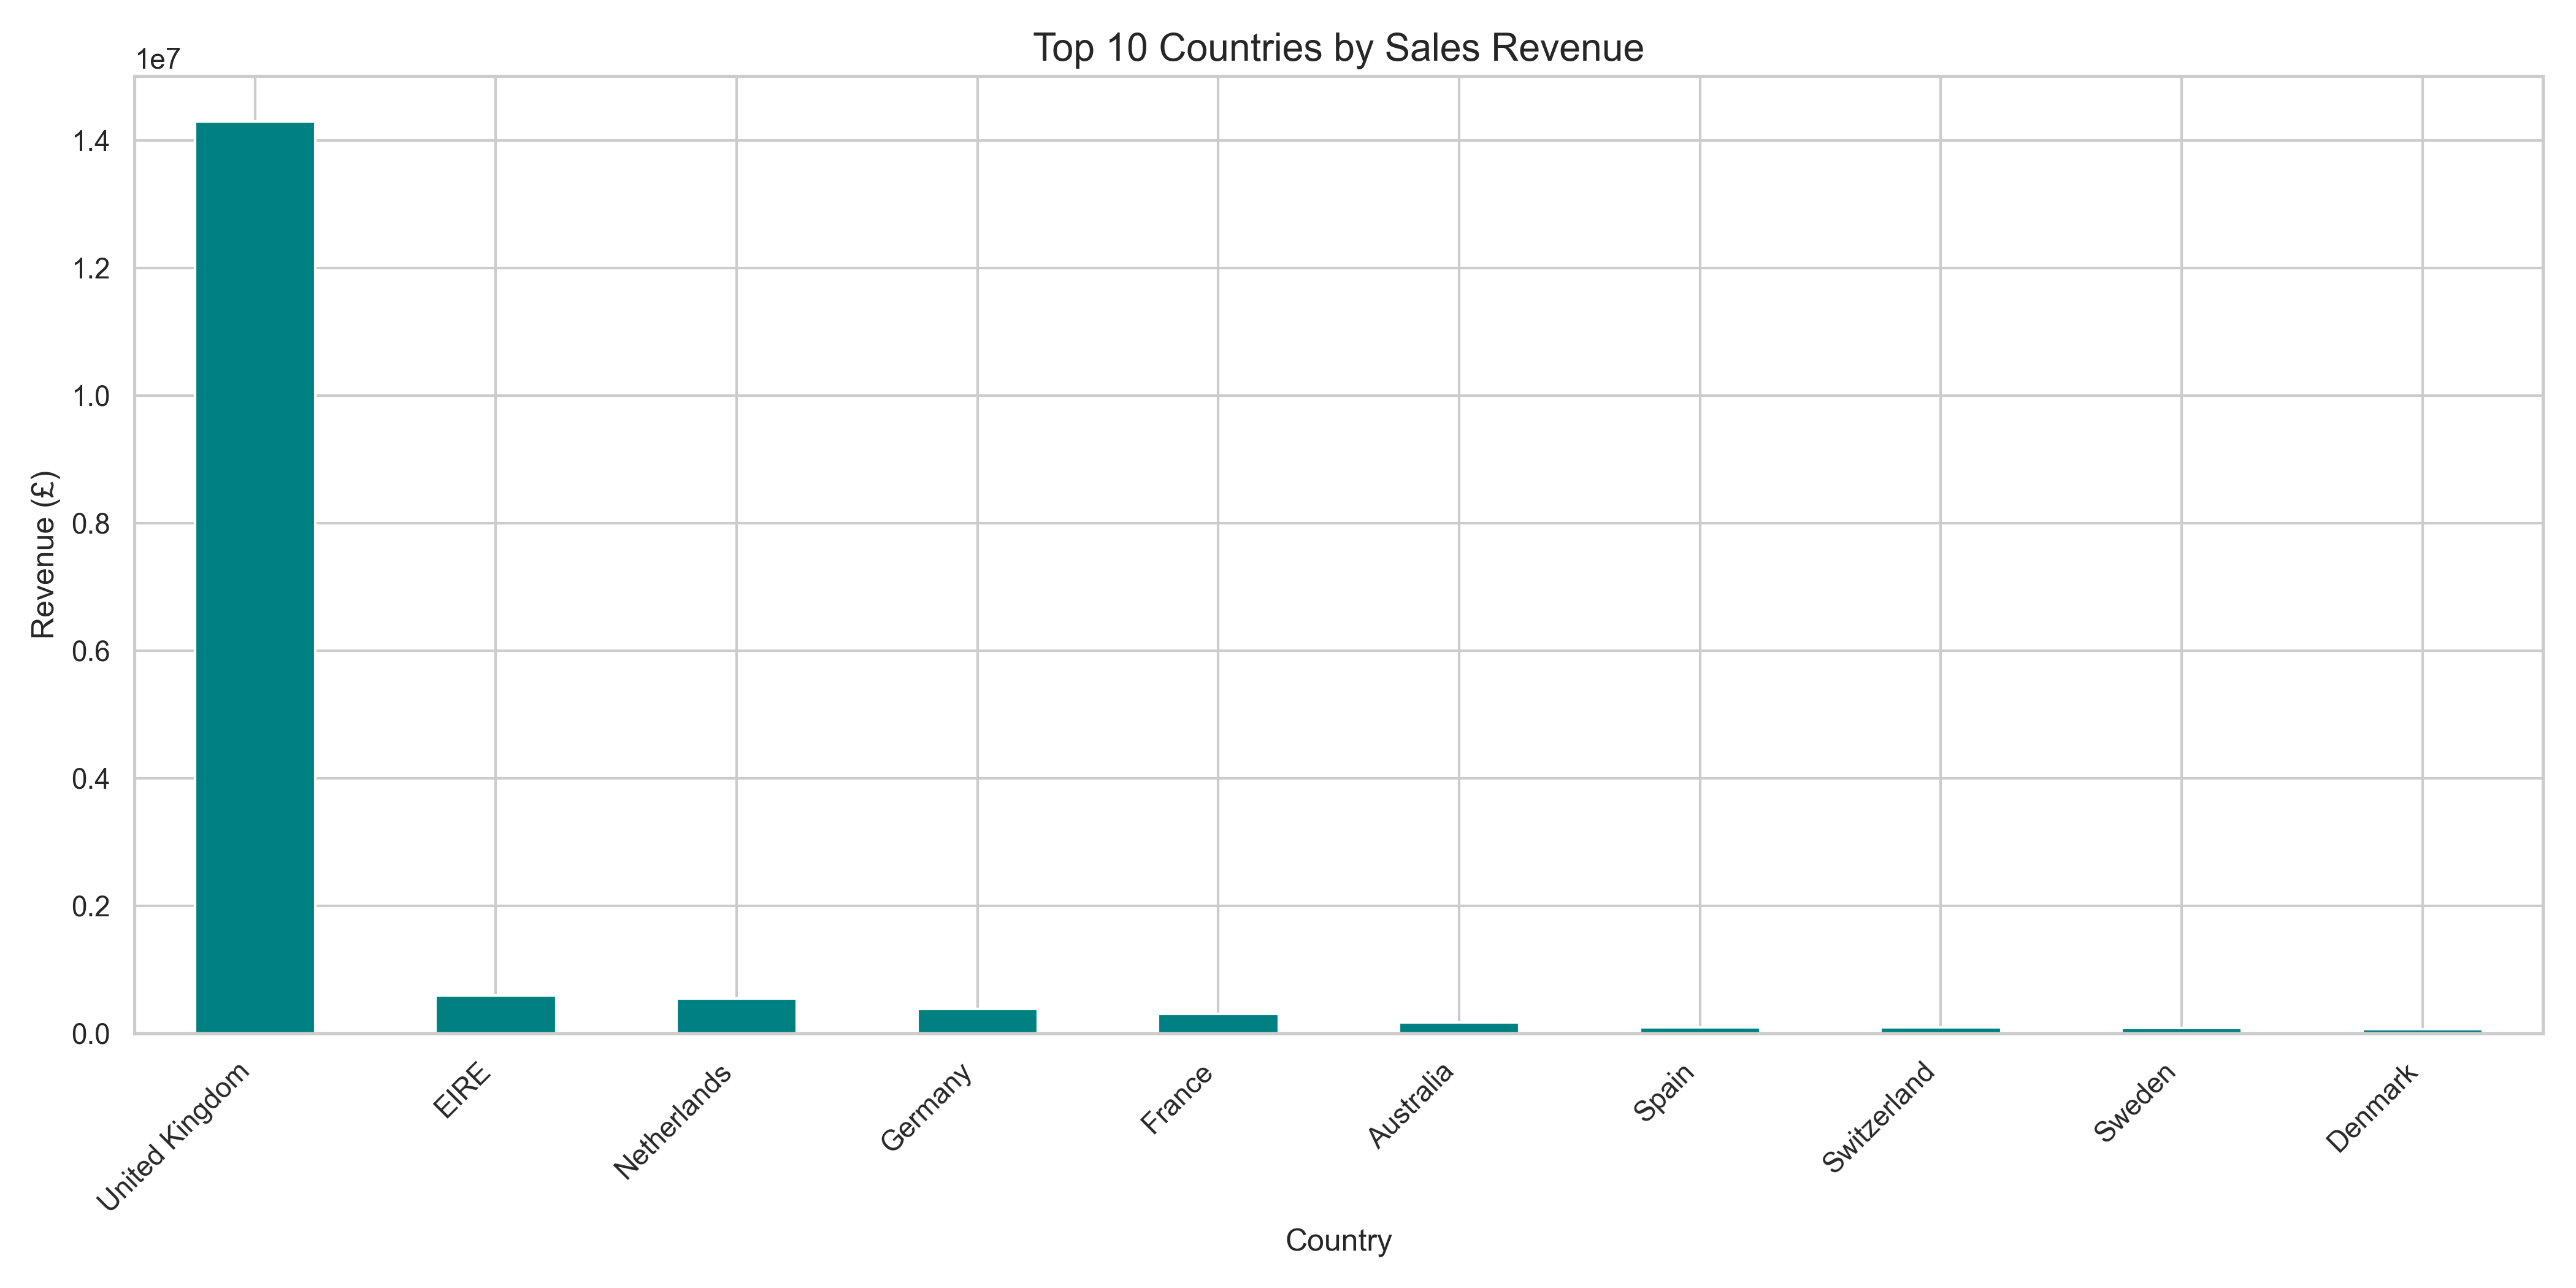 Top 10 Countries by Sales Revenue
1e7
1.4
1.2
1.0
0.8
0.6
0.4
0.2
0.0
Revenue (£)
United Kingdom
EIRE
Netherlands
Germany
France
Australia
Spain
Switzerland
Sweden
Denmark
Country